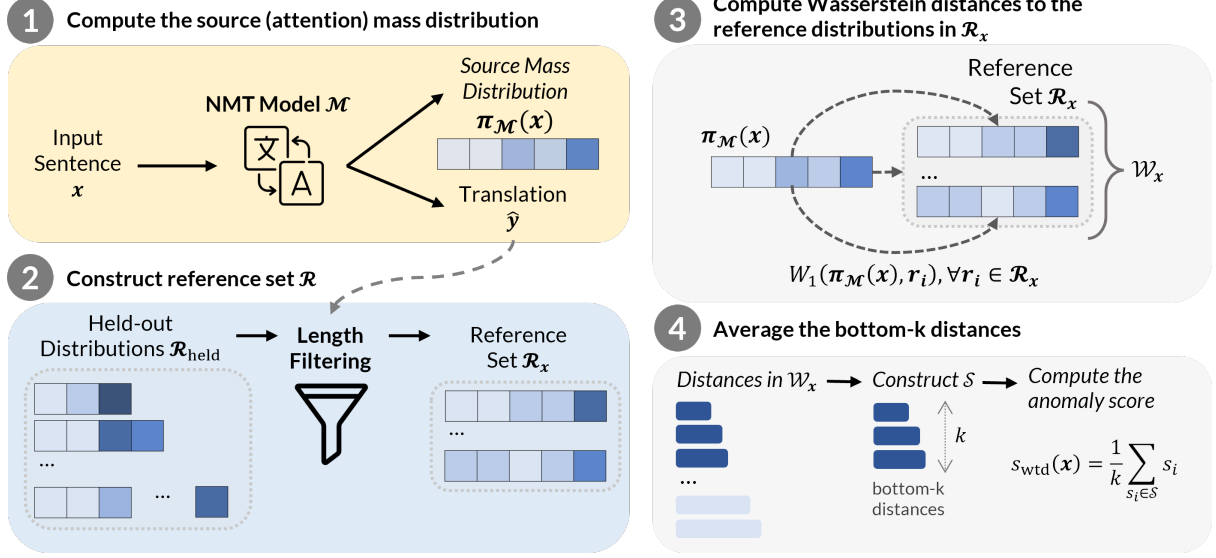 1 Compute the source (attention) mass distribution
Input
Sentence
x
NMT Model ℳ
文
A
Source Mass
Distribution
π_ℳ(x)
Translation
ŷ
2 Construct reference set ℛ
Held-out
Distributions ℛ_held
...
...
Length
Filtering
Reference
Set ℛ_x
...
3 Compute Wasserstein distances to the
reference distributions in ℛ_x
π_ℳ(x)
Reference
Set ℛ_x
...
𝒲_x
W_1(π_ℳ(x), r_i), ∀r_i ∈ ℛ_x
4 Average the bottom-k distances
Distances in 𝒲_x
...
Construct 𝒮
k
bottom-k
distances
Compute the
anomaly score
s_wtd(x) = 1/k ∑_{s_i∈𝒮} s_i